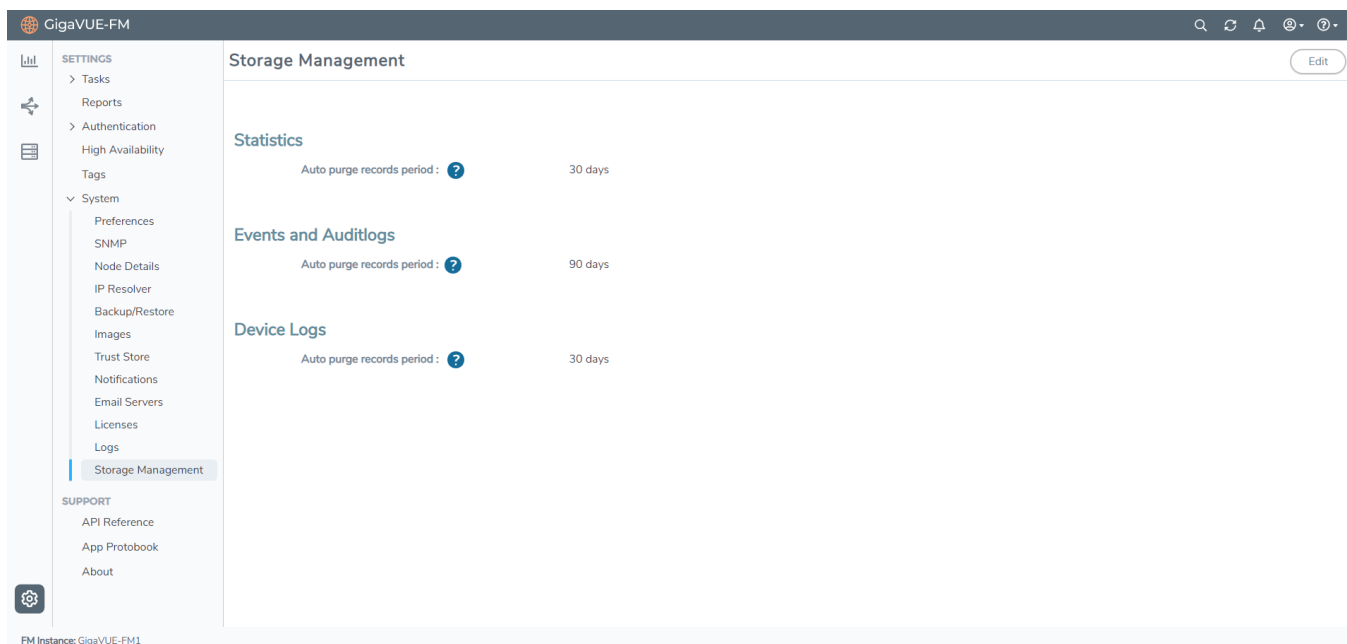 GigaVUE-FM
SETTINGS
Tasks
Reports
Authentication
High Availability
Tags
System
Preferences
SNMP
Node Details
IP Resolver
Backup/Restore
Images
Trust Store
Notifications
Email Servers
Licenses
Logs
Storage Management
SUPPORT
API Reference
App Protobook
About
Storage Management
Edit
Statistics
Auto purge records period : ? 30 days
Events and Auditlogs
Auto purge records period : ? 90 days
Device Logs
Auto purge records period : ? 30 days
FM Instance: GigaVUE-FM1